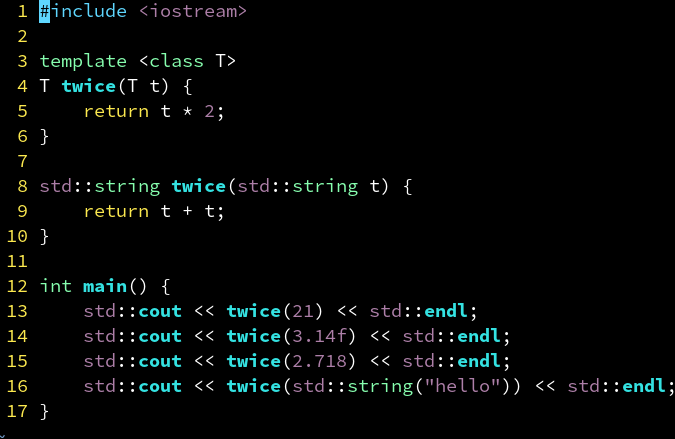 1 #include <iostream>
2
3 template <class T>
4 T twice(T t) {
5     return t * 2;
6 }
7
8 std::string twice(std::string t) {
9     return t + t;
10 }
11
12 int main() {
13     std::cout << twice(21) << std::endl;
14     std::cout << twice(3.14f) << std::endl;
15     std::cout << twice(2.718) << std::endl;
16     std::cout << twice(std::string("hello")) << std::endl;
17 }